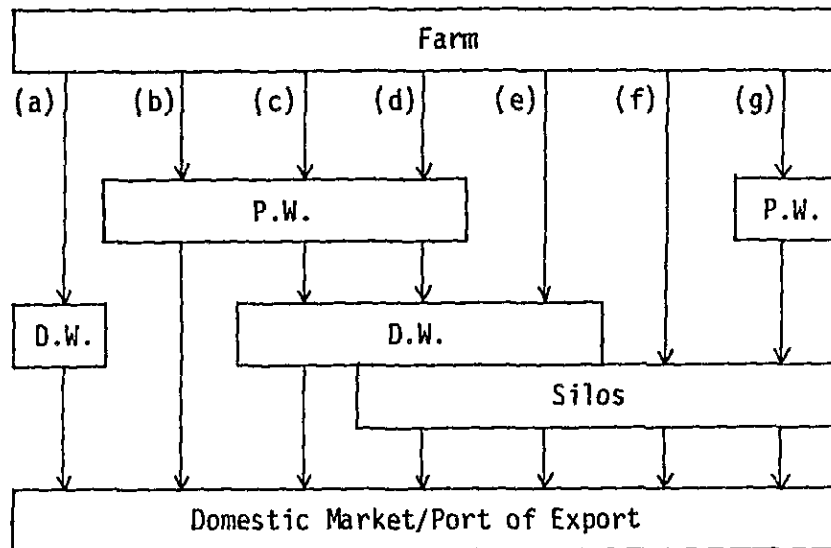 Farm
(a) (b) (c) (d) (e) (f) (g)
P.W. P.W.
D.W. D.W.
Silos
Domestic Market/Port of Export